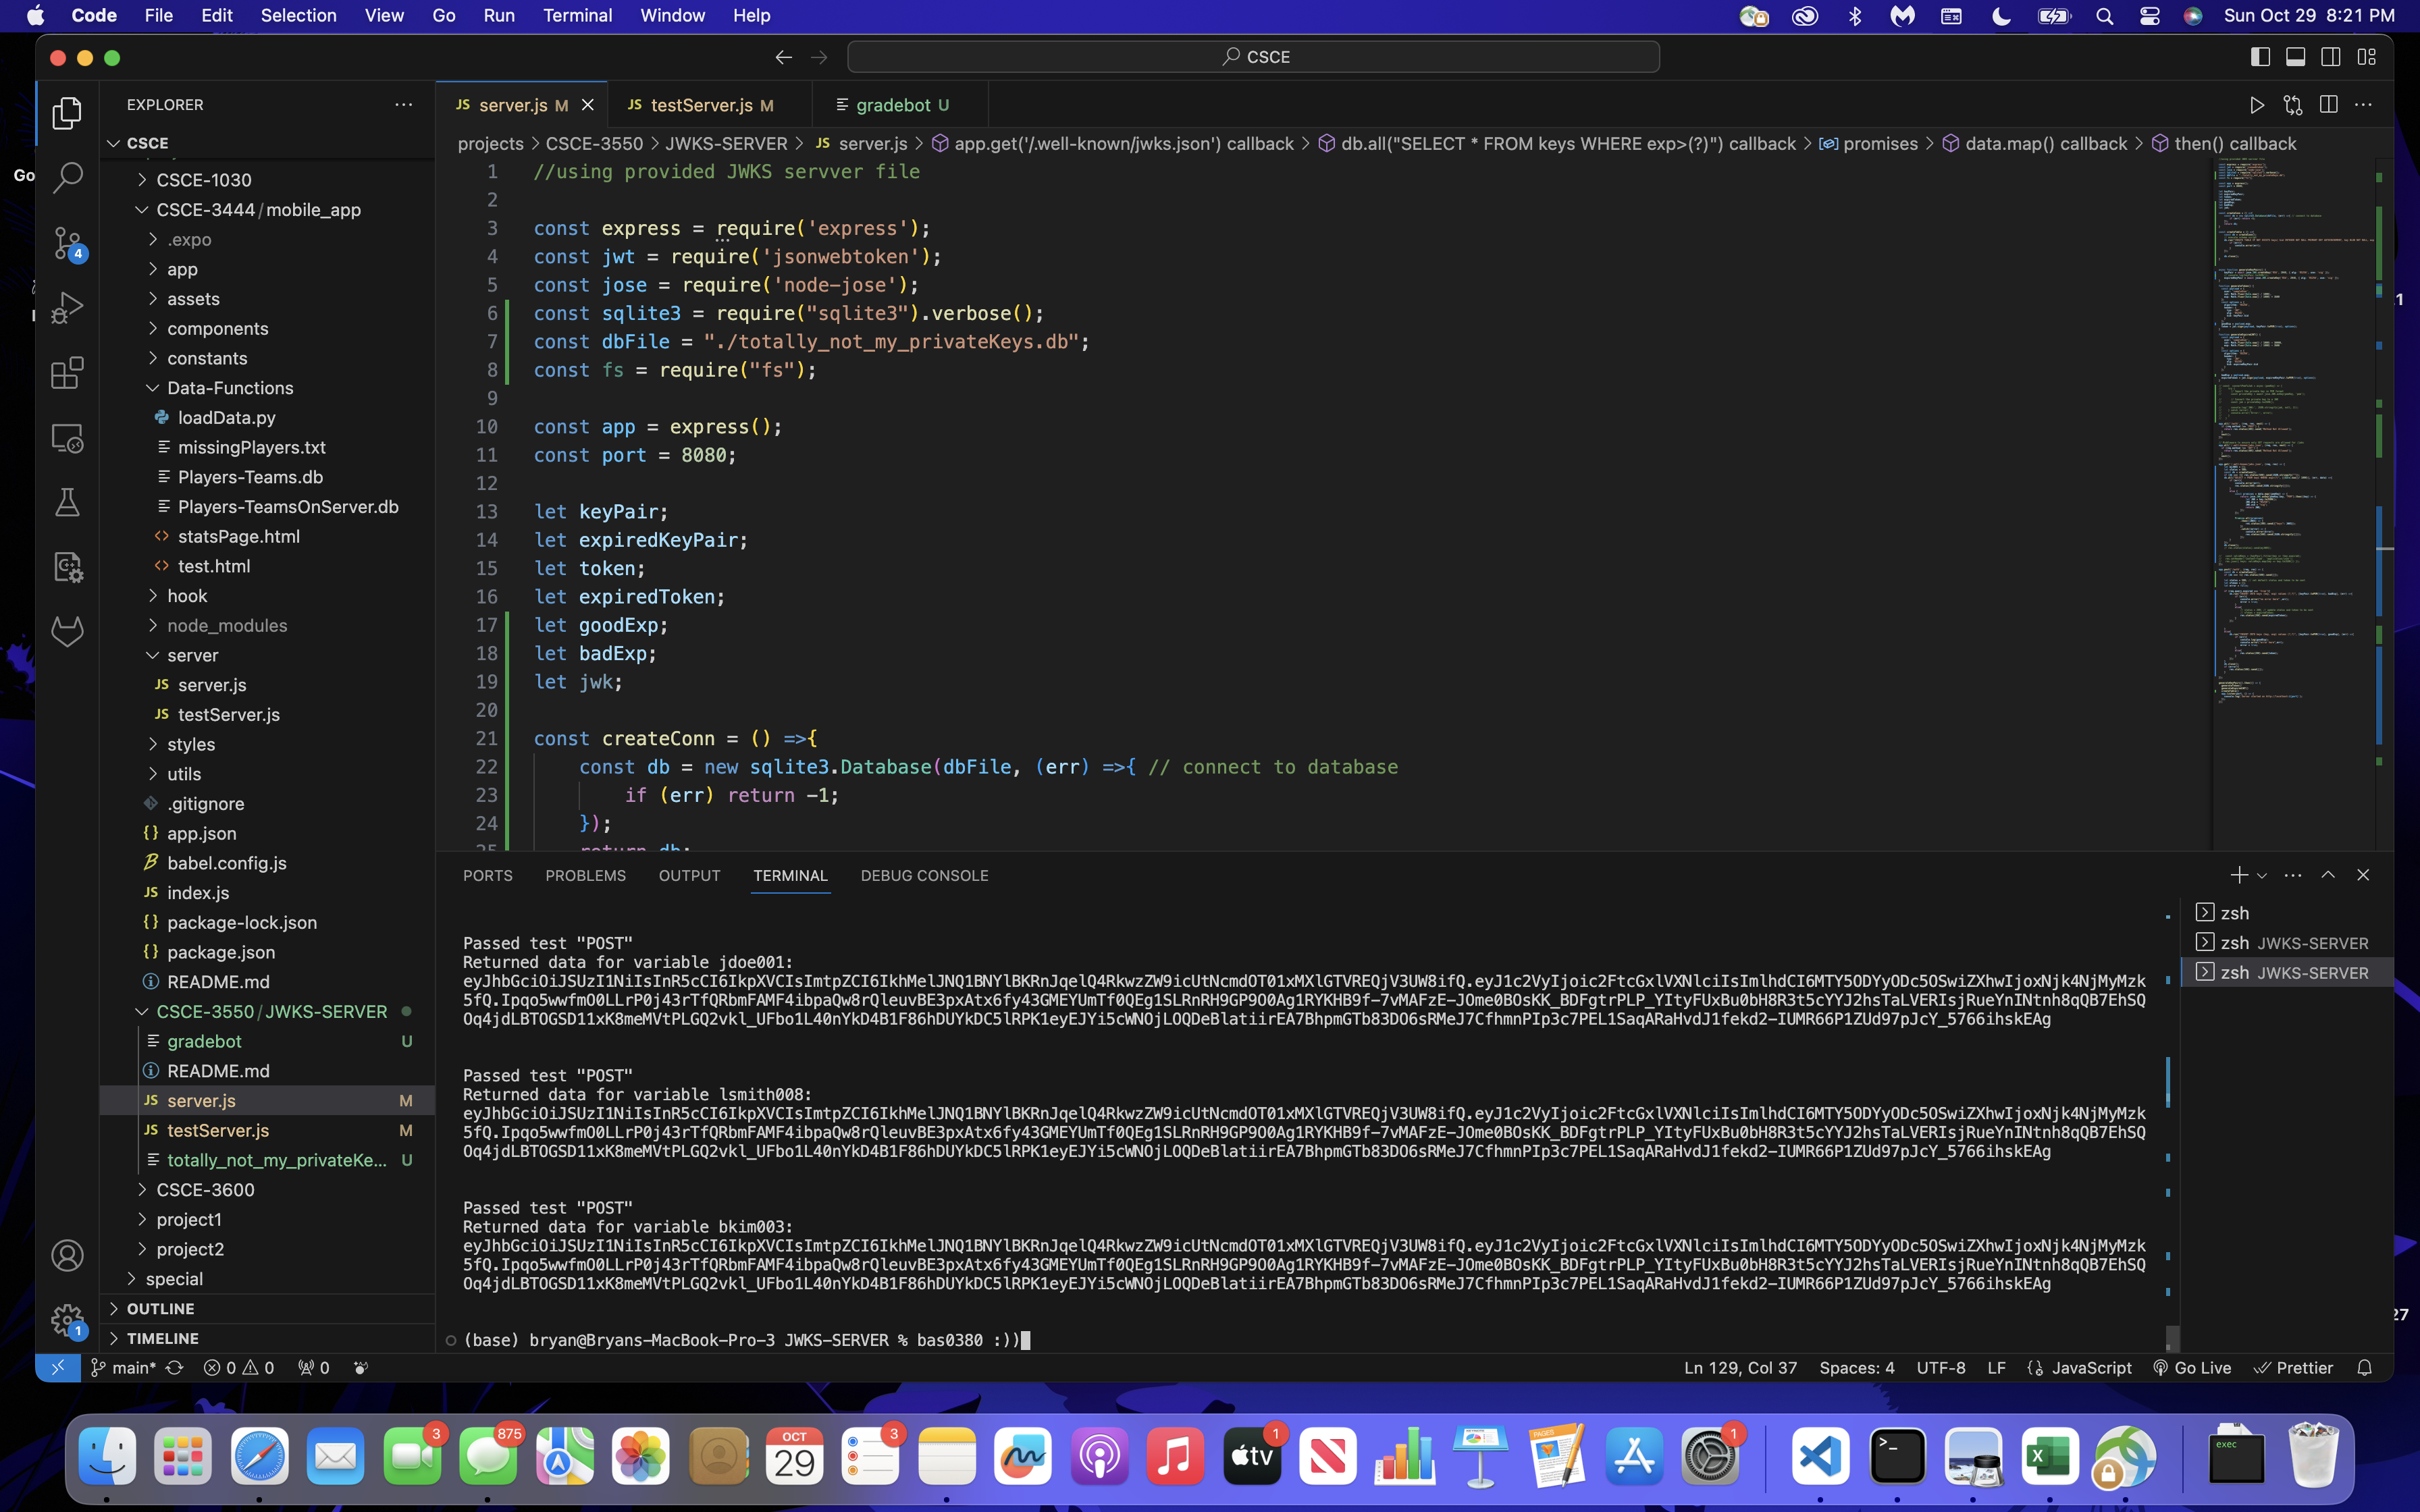 Code File Edit Selection View Go Run Terminal Window Help
Sun Oct 29 8:21 PM
CSCE
EXPLORER
CSCE
CSCE-1030
CSCE-3444/mobile_app
.expo
app
assets
components
constants
Data-Functions
loadData.py
missingPlayers.txt
Players-Teams.db
Players-TeamsOnServer.db
statsPage.html
test.html
hook
node_modules
server
server.js
testServer.js
styles
utils
.gitignore
app.json
babel.config.js
index.js
package-lock.json
package.json
README.md
CSCE-3550/JWKS-SERVER
gradebot U
README.md
server.js M
testServer.js M
totally_not_my_privateKe... U
CSCE-3600
project1
project2
special
OUTLINE
TIMELINE
Go
4
1
JS server.js M
JS testServer.js M
gradebot U
projects > CSCE-3550 > JWKS-SERVER > JS server.js > app.get('/.well-known/jwks.json') callback > db.all("SELECT * FROM keys WHERE exp>(?)") callback > promises > data.map() callback > then() callback
1 //using provided JWKS servver file
2
3 const express = require('express');
4 const jwt = require('jsonwebtoken');
5 const jose = require('node-jose');
6 const sqlite3 = require("sqlite3").verbose();
7 const dbFile = "./totally_not_my_privateKeys.db";
8 const fs = require("fs");
9
10 const app = express();
11 const port = 8080;
12
13 let keyPair;
14 let expiredKeyPair;
15 let token;
16 let expiredToken;
17 let goodExp;
18 let badExp;
19 let jwk;
20
21 const createConn = () =>{
22 const db = new sqlite3.Database(dbFile, (err) =>{ // connect to database
23 if (err) return -1;
24 });
25 return db;
PORTS PROBLEMS OUTPUT TERMINAL DEBUG CONSOLE
zsh
zsh JWKS-SERVER
zsh JWKS-SERVER
Passed test "POST"
Returned data for variable jdoe001:
eyJhbGciOiJSUzI1NiIsInR5cCI6IkpXVCIsImtpZCI6IkhMelJNQ1BNYlBKRnJqelQ4RkwzZW9icUtNcmdOT01xMXlGTVREQjV3UW8ifQ.eyJ1c2VyIjoic2FtcGxlVXNlciIsImlhdCI6MTY5ODYyODc5OSwiZXhwIjoxNjk4NjMyMzk
5fQ.Ipqo5wwfmO0LLrP0j43rTfQRbmFAMF4ibpaQw8rQleuvBE3pxAtx6fy43GMEYUmTf0QEg1SLRnRH9GP9O0Ag1RYKHB9f-7vMAFzE-JOme0BOsKK_BDFgtrPLP_YItyFUxBu0bH8R3t5cYYJ2hsTaLVERIsjRueYnINtnh8qQB7EhSQ
Oq4jdLBTOGSD11xK8meMVtPLGQ2vkl_UFbo1L40nYkD4B1F86hDUYkDC5lRPK1eyEJYi5cWNOjLOQDeBlatiirEA7BhpmGTb83DO6sRMeJ7CfhmnPIp3c7PEL1SaqARaHvdJ1fekd2-IUMR66P1ZUd97pJcY_5766ihskEAg
Passed test "POST"
Returned data for variable lsmith008:
eyJhbGciOiJSUzI1NiIsInR5cCI6IkpXVCIsImtpZCI6IkhMelJNQ1BNYlBKRnJqelQ4RkwzZW9icUtNcmdOT01xMXlGTVREQjV3UW8ifQ.eyJ1c2VyIjoic2FtcGxlVXNlciIsImlhdCI6MTY5ODYyODc5OSwiZXhwIjoxNjk4NjMyMzk
5fQ.Ipqo5wwfmO0LLrP0j43rTfQRbmFAMF4ibpaQw8rQleuvBE3pxAtx6fy43GMEYUmTf0QEg1SLRnRH9GP9O0Ag1RYKHB9f-7vMAFzE-JOme0BOsKK_BDFgtrPLP_YItyFUxBu0bH8R3t5cYYJ2hsTaLVERIsjRueYnINtnh8qQB7EhSQ
Oq4jdLBTOGSD11xK8meMVtPLGQ2vkl_UFbo1L40nYkD4B1F86hDUYkDC5lRPK1eyEJYi5cWNOjLOQDeBlatiirEA7BhpmGTb83DO6sRMeJ7CfhmnPIp3c7PEL1SaqARaHvdJ1fekd2-IUMR66P1ZUd97pJcY_5766ihskEAg
Passed test "POST"
Returned data for variable bkim003:
eyJhbGciOiJSUzI1NiIsInR5cCI6IkpXVCIsImtpZCI6IkhMelJNQ1BNYlBKRnJqelQ4RkwzZW9icUtNcmdOT01xMXlGTVREQjV3UW8ifQ.eyJ1c2VyIjoic2FtcGxlVXNlciIsImlhdCI6MTY5ODYyODc5OSwiZXhwIjoxNjk4NjMyMzk
5fQ.Ipqo5wwfmO0LLrP0j43rTfQRbmFAMF4ibpaQw8rQleuvBE3pxAtx6fy43GMEYUmTf0QEg1SLRnRH9GP9O0Ag1RYKHB9f-7vMAFzE-JOme0BOsKK_BDFgtrPLP_YItyFUxBu0bH8R3t5cYYJ2hsTaLVERIsjRueYnINtnh8qQB7EhSQ
Oq4jdLBTOGSD11xK8meMVtPLGQ2vkl_UFbo1L40nYkD4B1F86hDUYkDC5lRPK1eyEJYi5cWNOjLOQDeBlatiirEA7BhpmGTb83DO6sRMeJ7CfhmnPIp3c7PEL1SaqARaHvdJ1fekd2-IUMR66P1ZUd97pJcY_5766ihskEAg
(base) bryan@Bryans-MacBook-Pro-3 JWKS-SERVER % bas0380 :))
main* 0 0 0
Ln 129, Col 37 Spaces: 4 UTF-8 LF JavaScript Go Live Prettier
27
3 875 OCT 29 3 tv 1 PAGES 1 exec